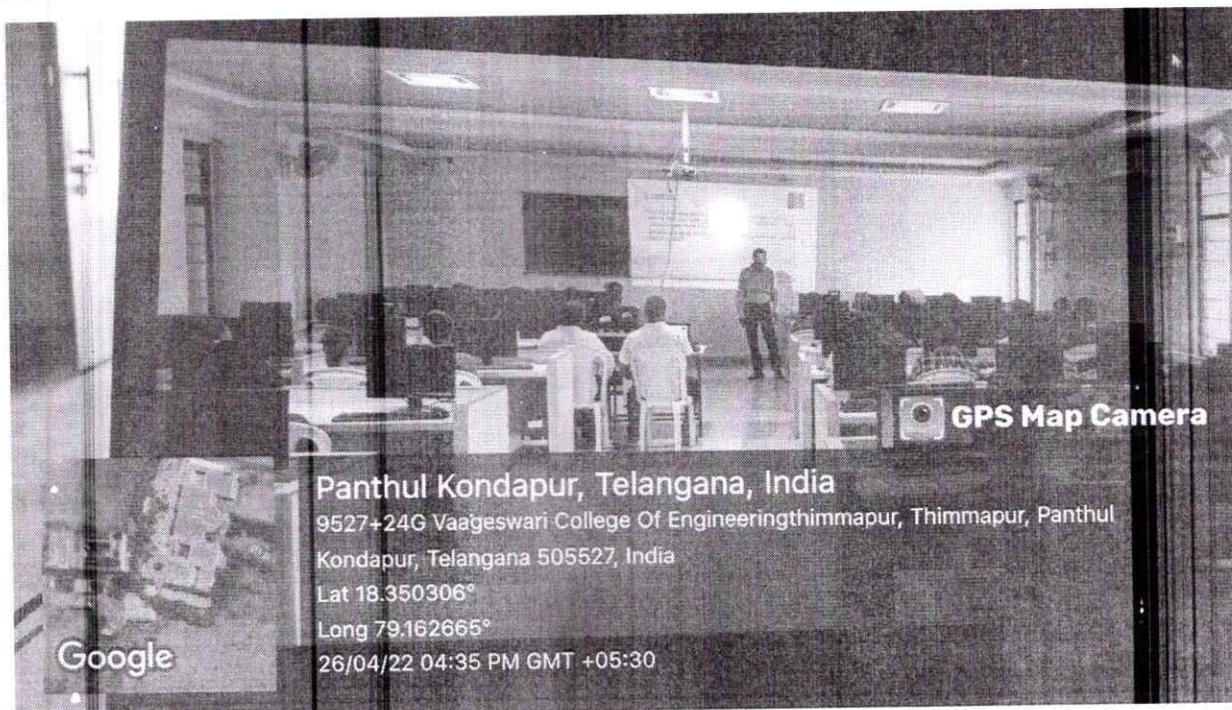 GPS Map Camera
Panthul Kondapur, Telangana, India
9527+24G Vaageswari College Of Engineeringthimmapur, Thimmapur, Panthul
Kondapur, Telangana 505527, India
Lat 18.350306°
Long 79.162665°
26/04/22 04:35 PM GMT +05:30
Google